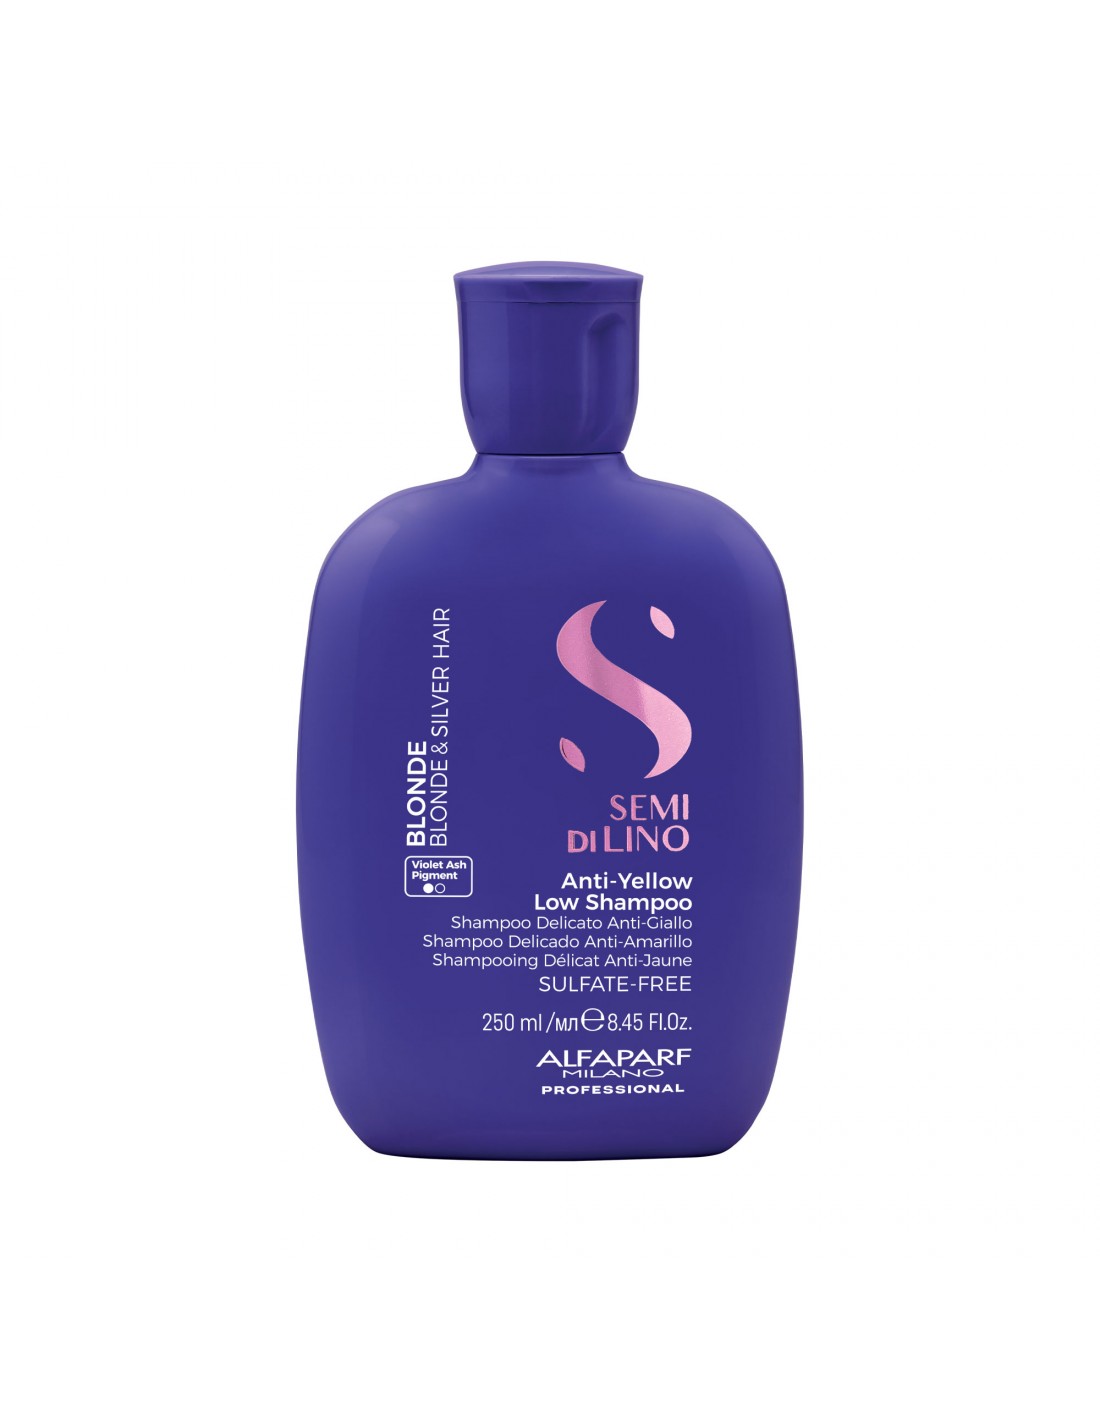 BLONDE
BLONDE & SILVER HAIR
Violet Ash
Pigment
SEMI
DI LINO
Anti-Yellow
Low Shampoo
Shampoo Delicato Anti-Giallo
Shampoo Delicado Anti-Amarillo
Shampooing Délicat Anti-Jaune
SULFATE-FREE
250 ml /мл℮8.45 Fl.Oz.
ALFAPARF
MILANO
PROFESSIONAL